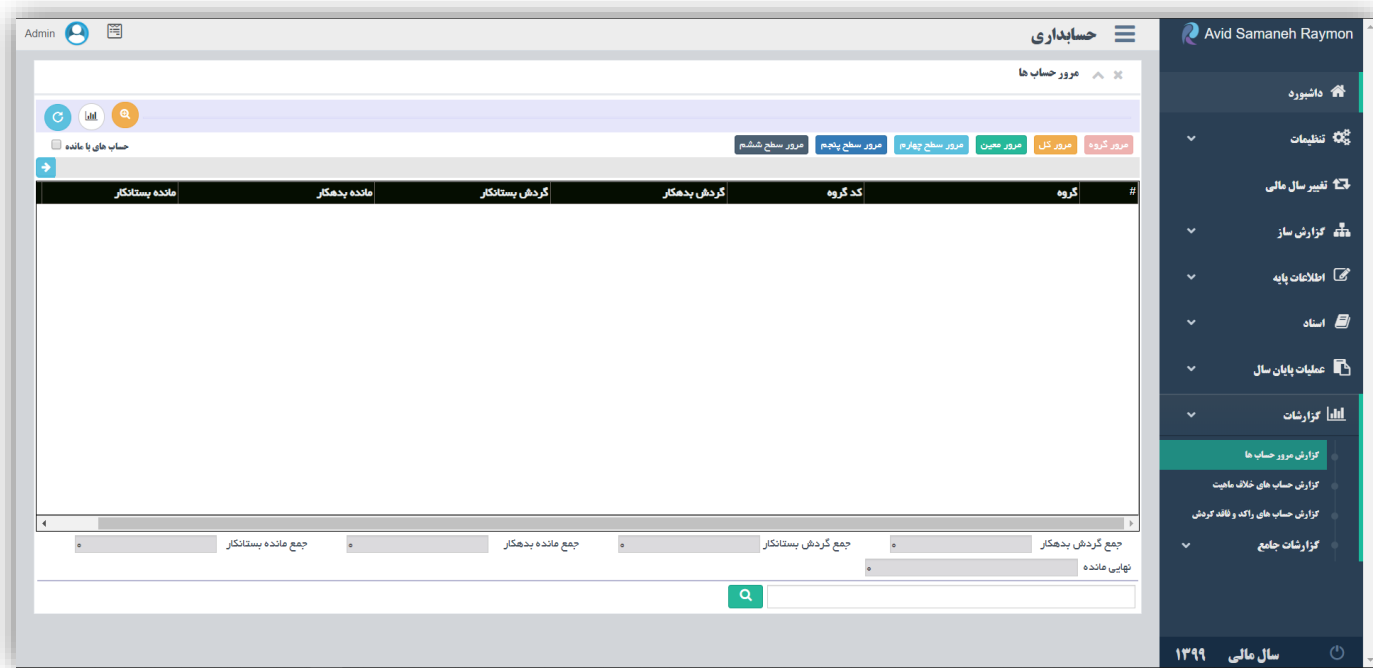 Avid Samaneh Raymon
حسابداری
Admin
داشبورد
تنظیمات
تغییر سال مالی
گزارش ساز
اطلاعات پایه
اسناد
عملیات پایان سال
گزارشات
گزارش مرور حساب ها
گزارش حساب های خلاف ماهیت
گزارش حساب های راکد و فاقد گردش
گزارشات جامع
سال مالی ۱۳۹۹
مرور حساب ها
مرور گروه مرور کل مرور معین مرور سطح چهارم مرور سطح پنجم مرور سطح ششم
حساب های با مانده
# گروه کد گروه گردش بدهکار گردش بستانکار مانده بدهکار مانده بستانکار
جمع گردش بدهکار ۰ جمع گردش بستانکار ۰ جمع مانده بدهکار ۰ جمع مانده بستانکار ۰
نهایی مانده ۰